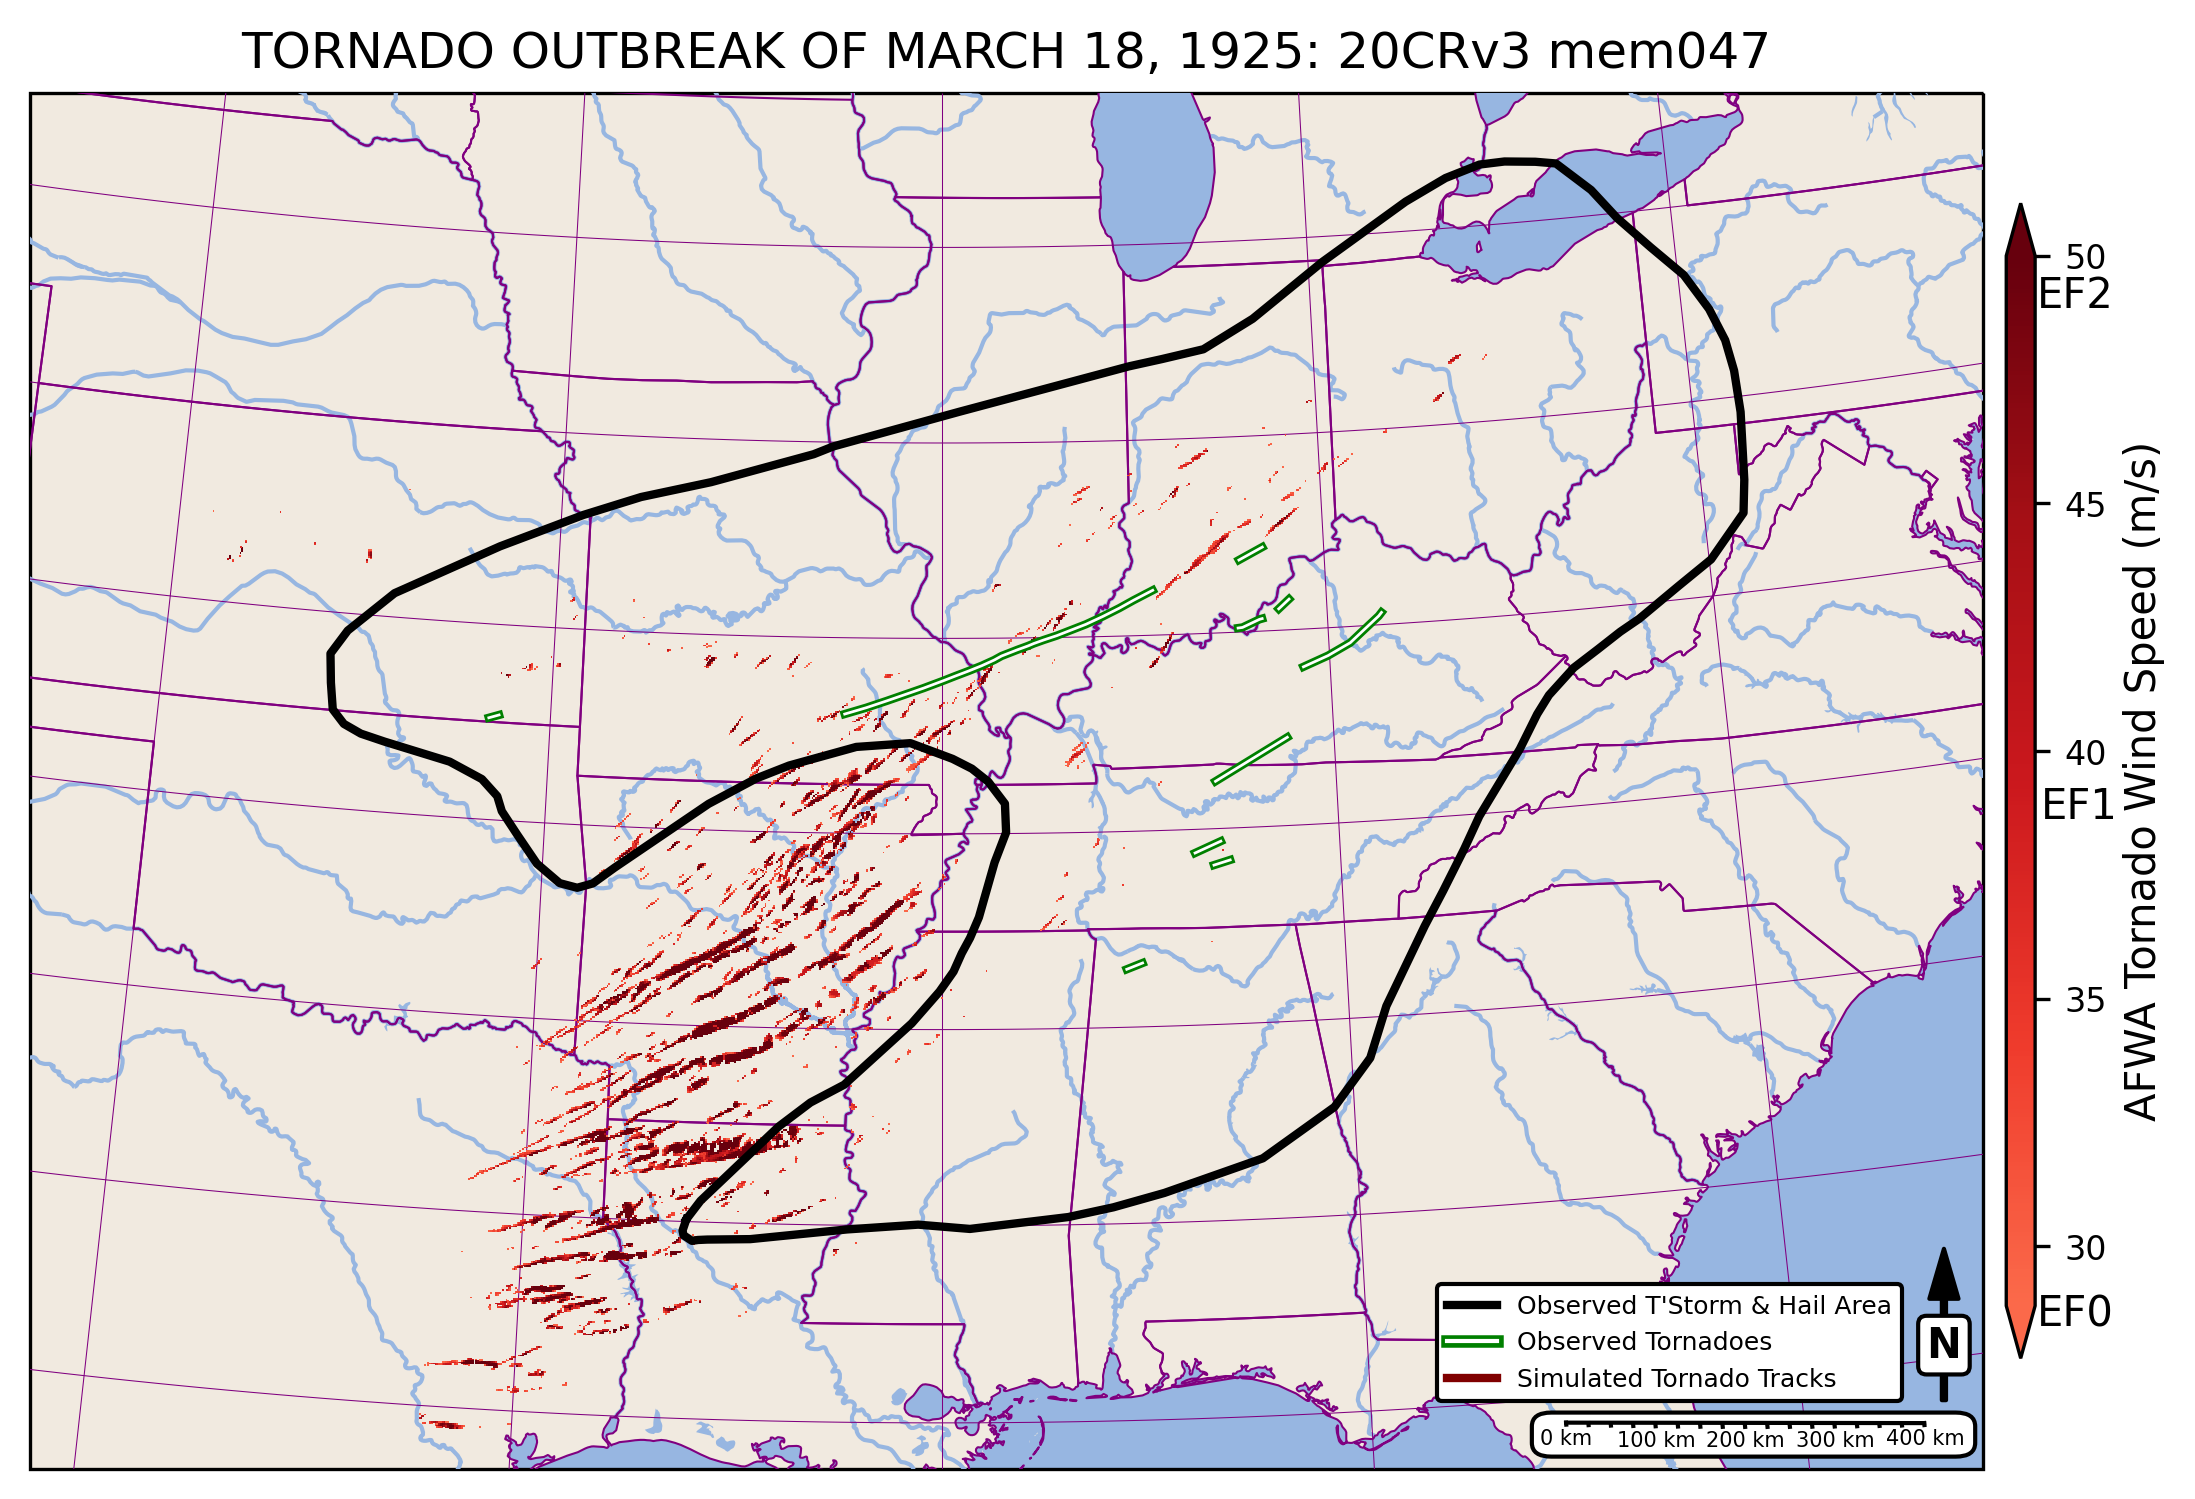 TORNADO OUTBREAK OF MARCH 18, 1925: 20CRv3 mem047
50
EF2
45
40
EF1
35
30
EF0
AFWA Tornado Wind Speed (m/s)
Observed T'Storm & Hail Area
Observed Tornadoes
Simulated Tornado Tracks
N
0 km 100 km 200 km 300 km 400 km